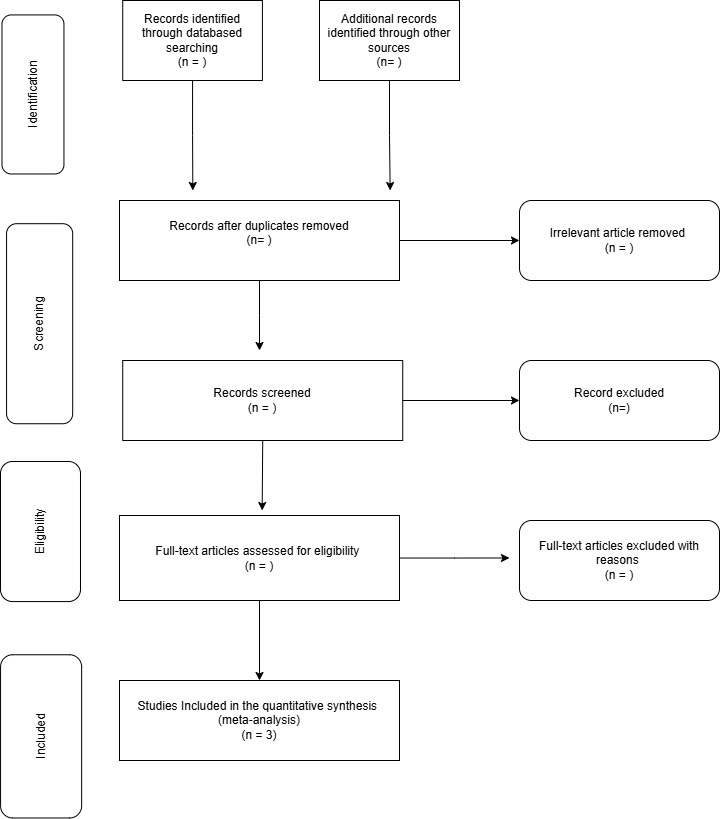 Identification
Records identified
through databased
searching
(n = )
Additional records
identified through other
sources
(n= )
Screening
Records after duplicates removed
(n= )
Irrelevant article removed
(n = )
Records screened
(n = )
Record excluded
(n=)
Eligibility
Full-text articles assessed for eligibility
(n = )
Full-text articles excluded with
reasons
(n = )
Included
Studies Included in the quantitative synthesis
(meta-analysis)
(n = 3)